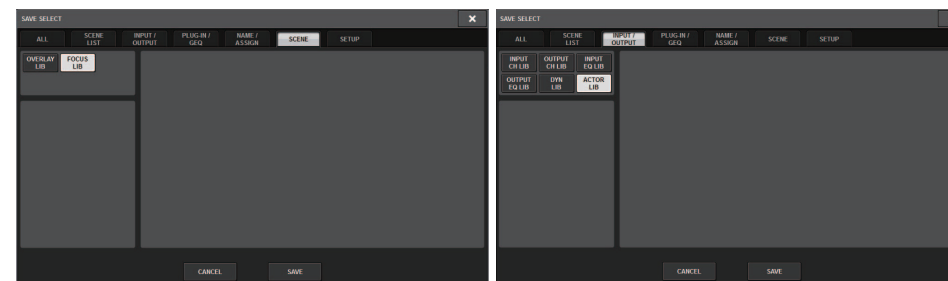 SAVE SELECT
ALL
SCENE
LIST
INPUT /
OUTPUT
PLUG-IN /
GEQ
NAME /
ASSIGN
SCENE
SETUP
OVERLAY
LIB
FOCUS
LIB
CANCEL
SAVE
SAVE SELECT
ALL
SCENE
LIST
INPUT /
OUTPUT
PLUG-IN /
GEQ
NAME /
ASSIGN
SCENE
SETUP
INPUT
CH LIB
OUTPUT
CH LIB
INPUT
EQ LIB
OUTPUT
EQ LIB
DYN
LIB
ACTOR
LIB
CANCEL
SAVE